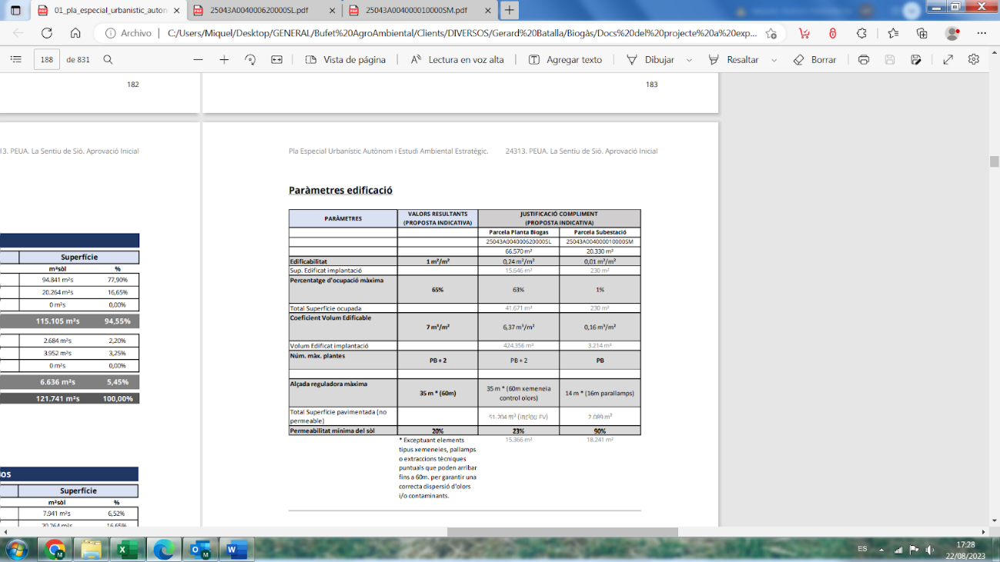 01_pla_especial_urbanistic_auton
25043A004000620000SL.pdf
25043A004000010000SM.pdf
Archivo
C:/Users/Miquel/Desktop/GENERAL/Bufet%20AgroAmbiental/Clients/DIVERSOS/Gerard%20Batalla/Biogàs/Docs%20del%20projecte%20a%20exp...
188 de 831
Vista de página
Lectura en voz alta
Agregar texto
Dibujar
Resaltar
Borrar
182
183
13. PEUA. La Sentiu de Sió. Aprovació Inicial
Pla Especial Urbanístic Autònom i Estudi Ambiental Estratègic. 24313. PEUA. La Sentiu de Sió. Aprovació Inicial
Superfície
m²sòl %
94.841 m²s 77,90%
20.264 m²s 16,65%
0 m²s 0,00%
115.105 m²s 94,55%
2.684 m²s 2,20%
3.952 m²s 3,25%
0 m²s 0,00%
6.636 m²s 5,45%
121.741 m²s 100,00%
OS
Superfície
m²sòl %
7.941 m²s 6,52%
20.264 m²s 16,65%
Paràmetres edificació
PARÀMETRES
VALORS RESULTANTS
(PROPOSTA INDICATIVA)
JUSTIFICACIÓ COMPLIMENT
(PROPOSTA INDICATIVA)
Parcela Planta Biogas Parcela Subestació
25043A004000620000SL 25043A004000010000SM
66.570 m² 20.330 m²
Edificabilitat 1 m²/m² 0,24 m²/m² 0,01 m²/m²
Sup. Edificat implantació 15.646 m² 230 m²
Percentatge d'ocupació màxima
65% 63% 1%
Total Superfície ocupada 41.671 m² 230 m²
Coeficient Volum Edificable
7 m³/m² 6,37 m³/m² 0,16 m³/m²
Volum Edificat implantació 424.356 m³ 3.214 m³
Núm. màx. plantes
PB + 2 PB + 2 PB
Alçada reguladora màxima
35 m * (60m)
35 m * (60m xemeneia
control olors)
14 m * (16m parallamps)
Total Superfície pavimentada (no
permeable)
51.204 m² (inclou FV) 2.089 m²
Permeabilitat mínima del sòl 20% 23% 90%
15.366 m² 18.241 m²
* Exceptuant elements
tipus xemeneies, pallamps
o extraccions tècniques
puntuals que poden arribar
fins a 60m. per garantir una
correcta dispersió d'olors
i/o contaminants.
ES
17:28
22/08/2023